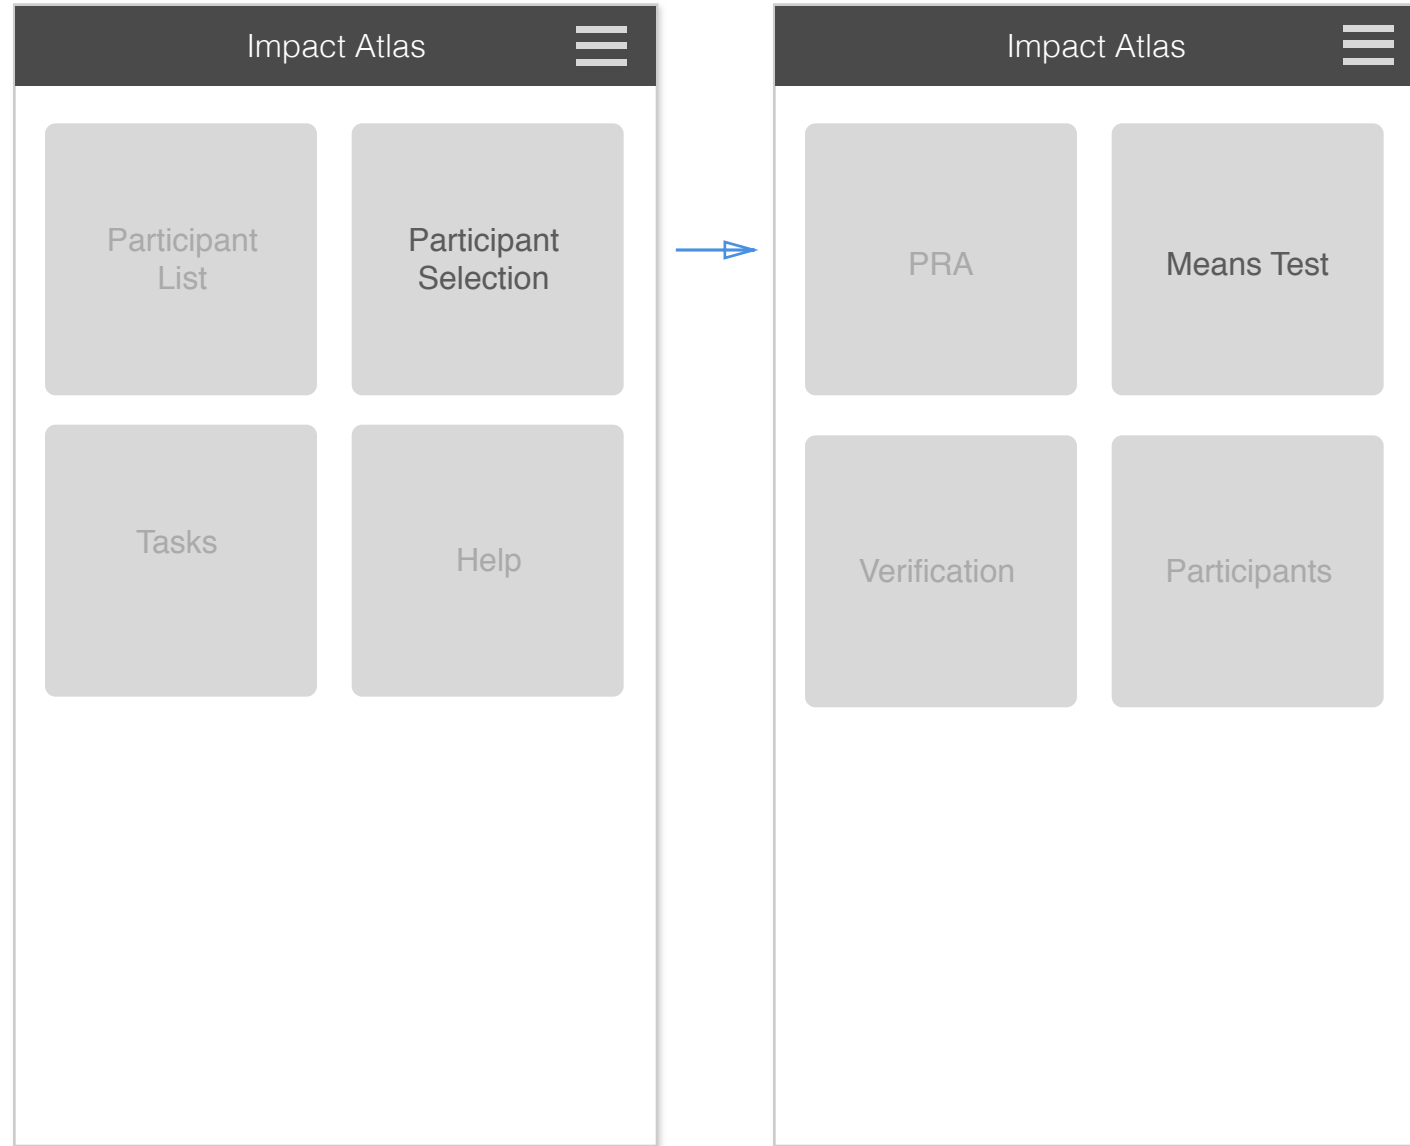 Impact Atlas
Participant
List
Participant
Selection
Tasks
Help
Impact Atlas
PRA
Means Test
Verification
Participants